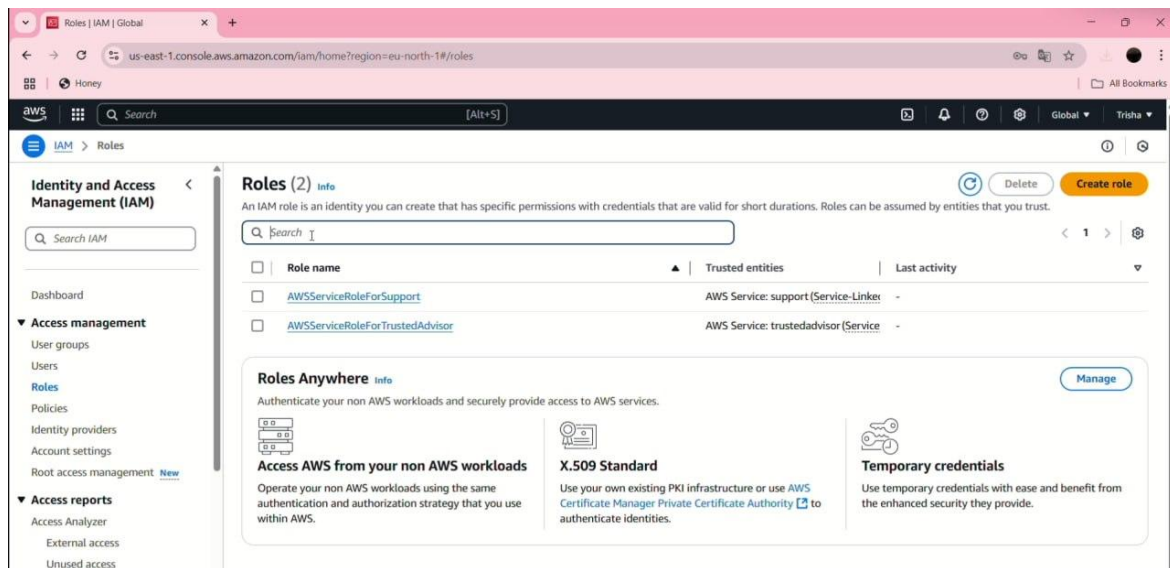 Roles | IAM | Global
us-east-1.console.aws.amazon.com/iam/home?region=eu-north-1#/roles
Honey
All Bookmarks
aws
Search
[Alt+S]
Global
Trisha
IAM > Roles
Identity and Access Management (IAM)
Search IAM
Dashboard
Access management
User groups
Users
Roles
Policies
Identity providers
Account settings
Root access management New
Access reports
Access Analyzer
External access
Unused access
Roles (2) Info
Delete
Create role
An IAM role is an identity you can create that has specific permissions with credentials that are valid for short durations. Roles can be assumed by entities that you trust.
Search
1
Role name
Trusted entities
Last activity
AWSServiceRoleForSupport
AWS Service: support (Service-Linked
-
AWSServiceRoleForTrustedAdvisor
AWS Service: trustedadvisor (Service
-
Roles Anywhere Info
Manage
Authenticate your non AWS workloads and securely provide access to AWS services.
Access AWS from your non AWS workloads
Operate your non AWS workloads using the same
authentication and authorization strategy that you use
within AWS.
X.509 Standard
Use your own existing PKI infrastructure or use AWS
Certificate Manager Private Certificate Authority to
authenticate identities.
Temporary credentials
Use temporary credentials with ease and benefit from
the enhanced security they provide.